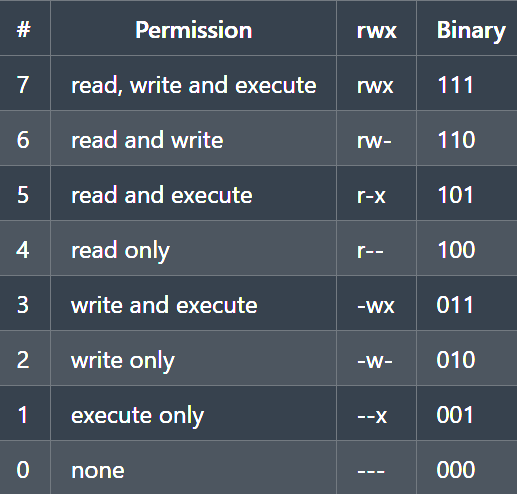 # Permission rwx Binary
7 read, write and execute rwx 111
6 read and write rw- 110
5 read and execute r-x 101
4 read only r-- 100
3 write and execute -wx 011
2 write only -w- 010
1 execute only --x 001
0 none --- 000